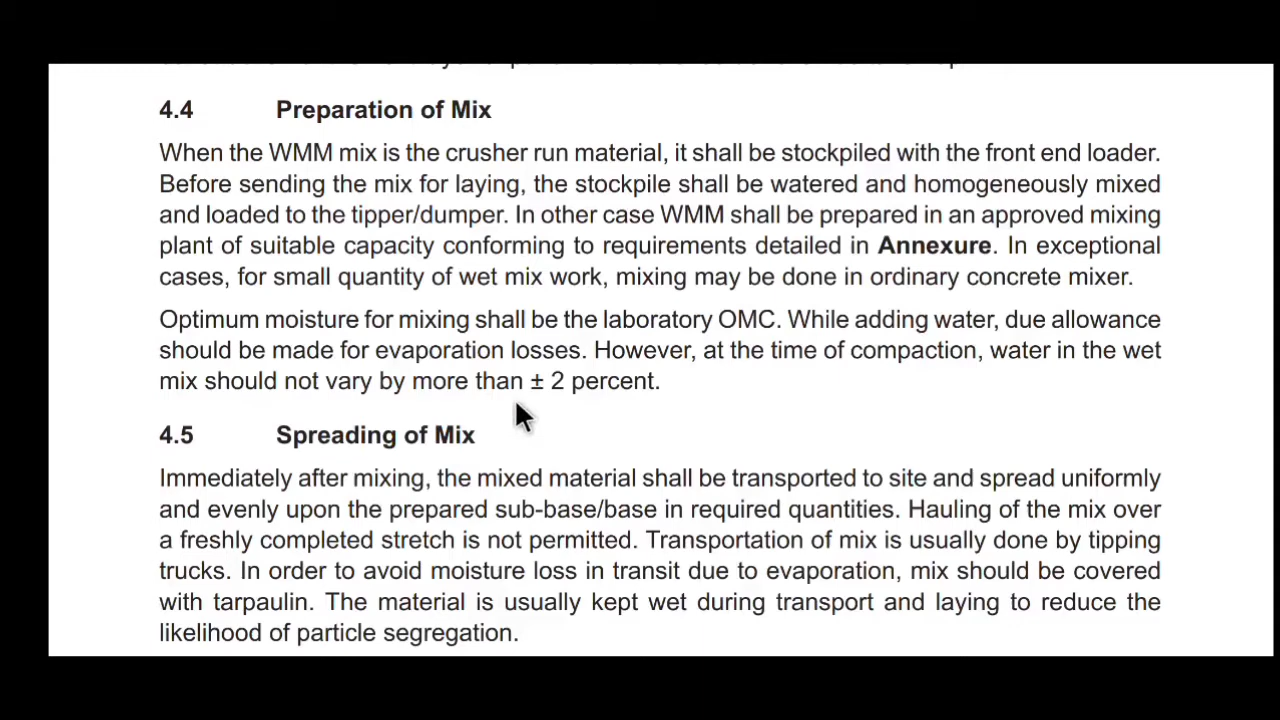 4.4 Preparation of Mix
When the WMM mix is the crusher run material, it shall be stockpiled with the front end loader.
Before sending the mix for laying, the stockpile shall be watered and homogeneously mixed
and loaded to the tipper/dumper. In other case WMM shall be prepared in an approved mixing
plant of suitable capacity conforming to requirements detailed in Annexure. In exceptional
cases, for small quantity of wet mix work, mixing may be done in ordinary concrete mixer.
Optimum moisture for mixing shall be the laboratory OMC. While adding water, due allowance
should be made for evaporation losses. However, at the time of compaction, water in the wet
mix should not vary by more than ± 2 percent.
4.5 Spreading of Mix
Immediately after mixing, the mixed material shall be transported to site and spread uniformly
and evenly upon the prepared sub-base/base in required quantities. Hauling of the mix over
a freshly completed stretch is not permitted. Transportation of mix is usually done by tipping
trucks. In order to avoid moisture loss in transit due to evaporation, mix should be covered
with tarpaulin. The material is usually kept wet during transport and laying to reduce the
likelihood of particle segregation.